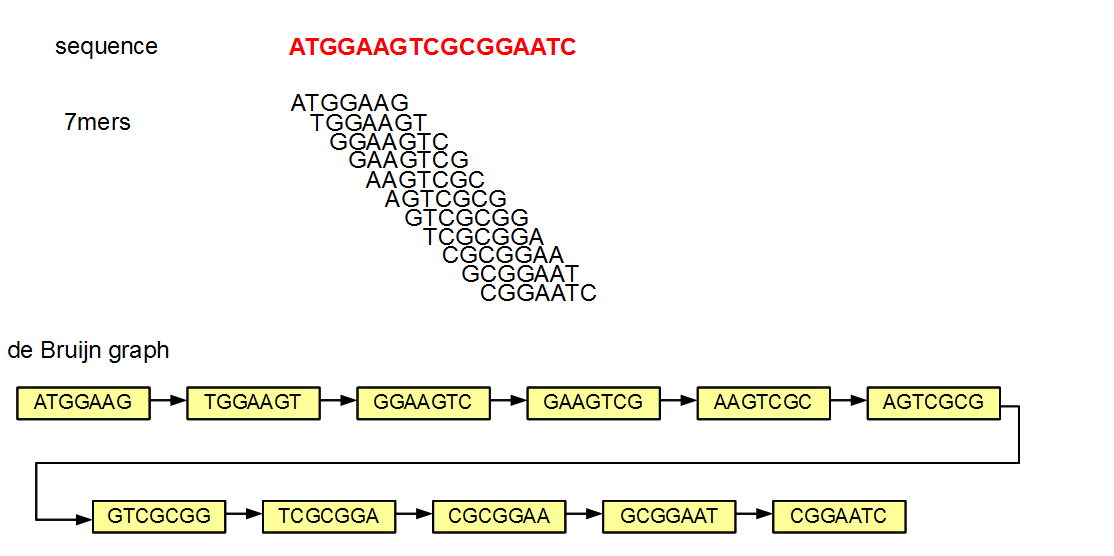 sequence ATGGAAGTCGCGGAATC
7mers
ATGGAAG
TGGAAGT
GGAAGTC
GAAGTCG
AAGTCGC
AGTCGCG
GTCGCGG
TCGCGGA
CGCGGAA
GCGGAAT
CGGAATC
de Bruijn graph
ATGGAAG TGGAAGT GGAAGTC GAAGTCG AAGTCGC AGTCGCG
GTCGCGG TCGCGGA CGCGGAA GCGGAAT CGGAATC